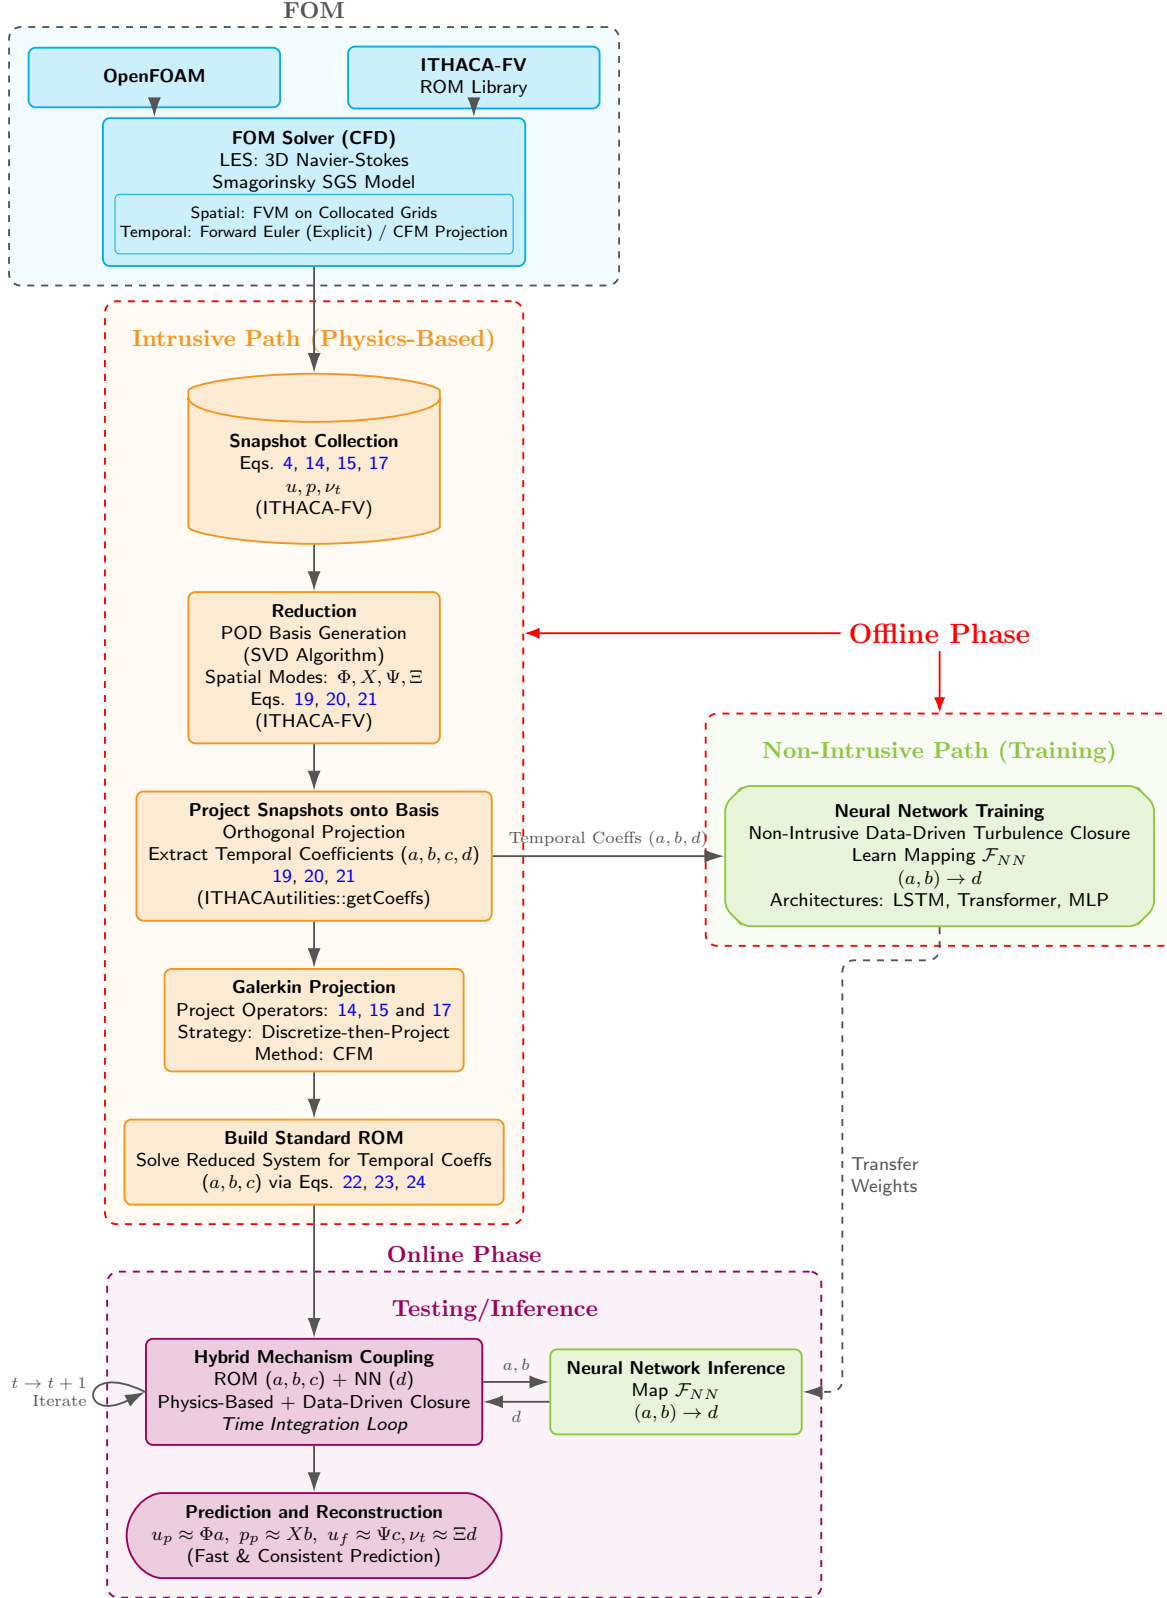 FOM
OpenFOAM
ITHACA-FV
ROM Library
FOM Solver (CFD)
LES: 3D Navier-Stokes
Smagorinsky SGS Model
Spatial: FVM on Collocated Grids
Temporal: Forward Euler (Explicit) / CFM Projection
Intrusive Path (Physics-Based)
Snapshot Collection
Eqs. 4, 14, 15, 17
u, p, ν_t
(ITHACA-FV)
Reduction
POD Basis Generation
(SVD Algorithm)
Spatial Modes: Φ, X, Ψ, Ξ
Eqs. 19, 20, 21
(ITHACA-FV)
Offline Phase
Non-Intrusive Path (Training)
Project Snapshots onto Basis
Orthogonal Projection
Extract Temporal Coefficients (a, b, c, d)
19, 20, 21
(ITHACAutilities::getCoeffs)
Temporal Coeffs (a, b, d)
Neural Network Training
Non-Intrusive Data-Driven Turbulence Closure
Learn Mapping ℱ_NN
(a, b) → d
Architectures: LSTM, Transformer, MLP
Galerkin Projection
Project Operators: 14, 15 and 17
Strategy: Discretize-then-Project
Method: CFM
Build Standard ROM
Solve Reduced System for Temporal Coeffs
(a, b, c) via Eqs. 22, 23, 24
Transfer
Weights
Online Phase
Testing/Inference
t → t + 1
Iterate
Hybrid Mechanism Coupling
ROM (a, b, c) + NN (d)
Physics-Based + Data-Driven Closure
Time Integration Loop
a, b
d
Neural Network Inference
Map ℱ_NN
(a, b) → d
Prediction and Reconstruction
u_p ≈ Φa, p_p ≈ Xb, u_f ≈ Ψc, ν_t ≈ Ξd
(Fast & Consistent Prediction)